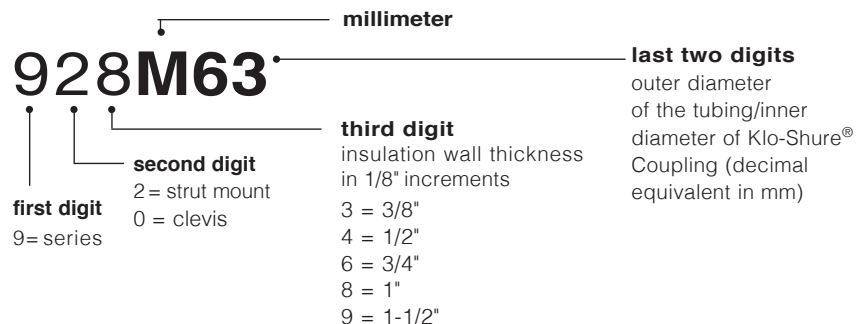 millimeter
928M63
last two digits
outer diameter
of the tubing/inner
diameter of Klo-Shure®
Coupling (decimal
equivalent in mm)
third digit
insulation wall thickness
in 1/8" increments
3 = 3/8"
4 = 1/2"
6 = 3/4"
8 = 1"
9 = 1-1/2"
second digit
2 = strut mount
0 = clevis
first digit
9= series